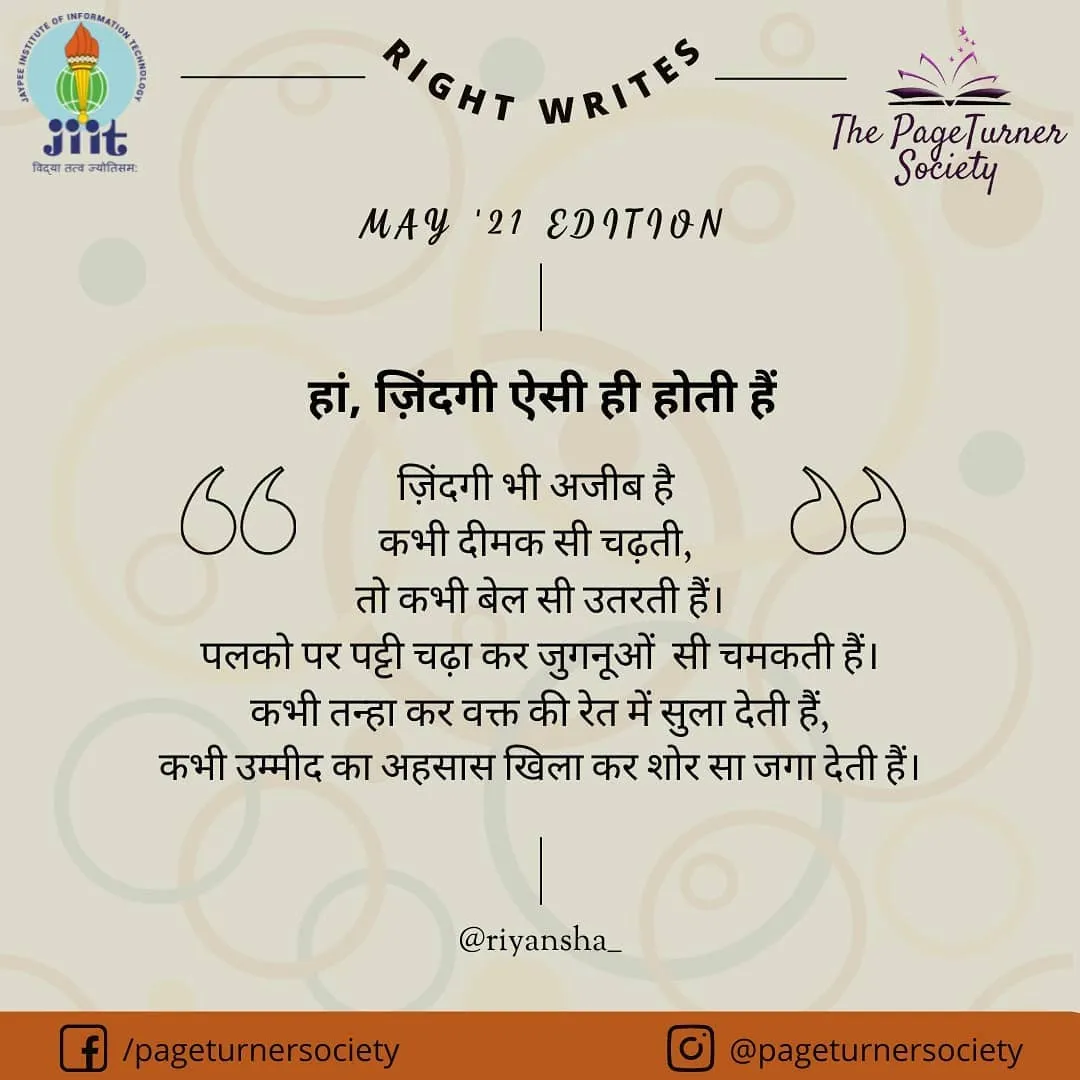 JAYPEE INSTITUTE OF INFORMATION TECHNOLOGY
jiit
विद्या तत्व ज्योतिसम:
RIGHT WRITES
The PageTurner
Society
MAY '21 EDITION
हां, ज़िंदगी ऐसी ही होती हैं
ज़िंदगी भी अजीब है
कभी दीमक सी चढ़ती,
तो कभी बेल सी उतरती हैं।
पलको पर पट्टी चढ़ा कर जुगनूओं सी चमकती हैं।
कभी तन्हा कर वक्त की रेत में सुला देती हैं,
कभी उम्मीद का अहसास खिला कर शोर सा जगा देती हैं।
@riyansha_
/pageturnersociety
@pageturnersociety